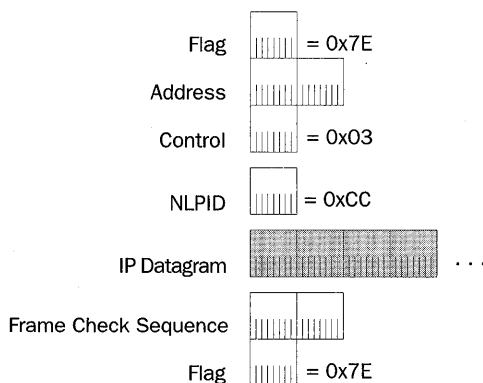 Flag = 0x7E
Address
Control = 0x03
NLPID = 0xCC
IP Datagram ...
Frame Check Sequence
Flag = 0x7E